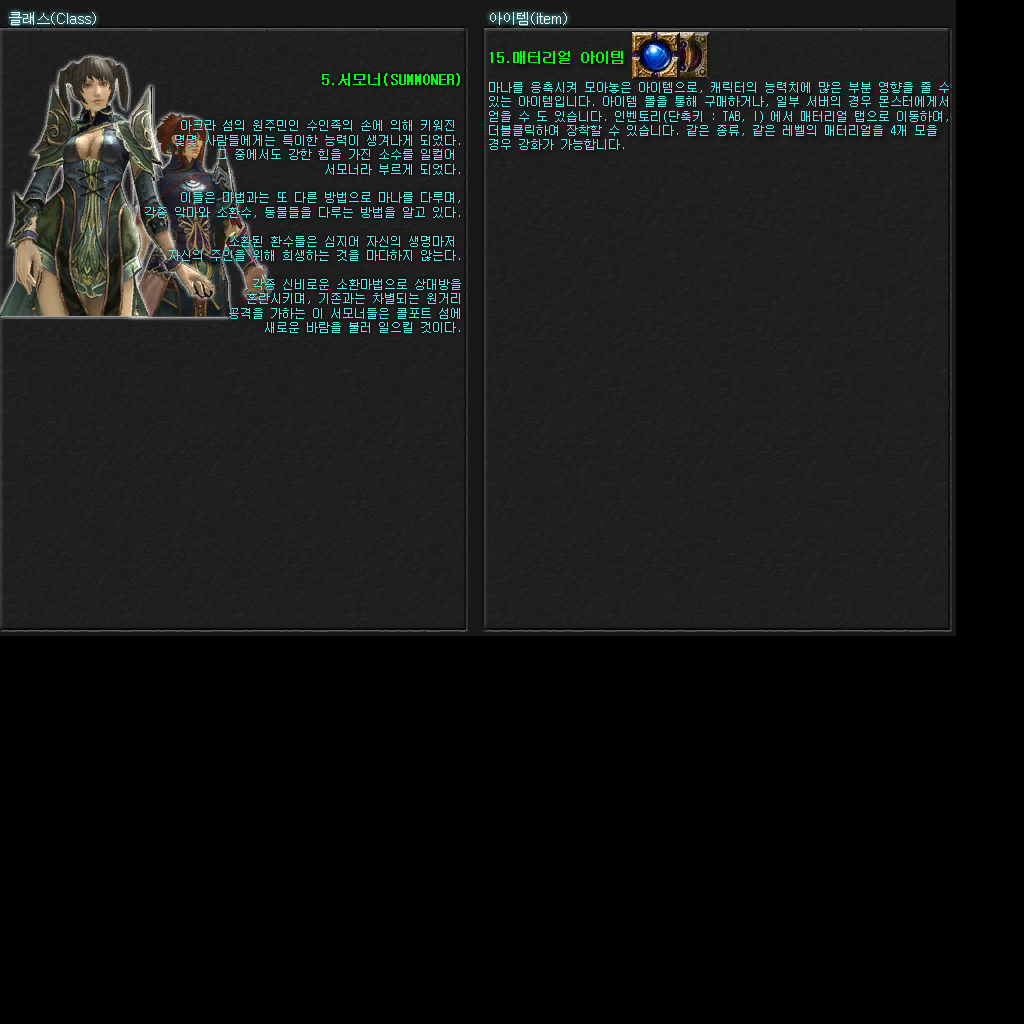 클래스(Class)
5.서모너(SUMMONER)
아크라 섬의 원주민인 수인족의 손에 의해 키워진
몇몇 사람들에게는 특이한 능력이 생겨나게 되었다.
그 중에서도 강한 힘을 가진 소수를 일컬어
서모너라 부르게 되었다.
이들은 마법과는 또 다른 방법으로 마나를 다루며,
각종 악마와 소환수, 동물들을 다루는 방법을 알고 있다.
소환된 환수들은 심지어 자신의 생명마저
자신의 주인을 위해 희생하는 것을 마다하지 않는다.
각종 신비로운 소환마법으로 상대방을
혼란시키며, 기존과는 차별되는 원거리
공격을 가하는 이 서모너들은 콜포트 섬에
새로운 바람을 불러 일으킬 것이다.
아이템(item)
15.매터리얼 아이템
마나를 응축시켜 모아놓은 아이템으로, 캐릭터의 능력치에 많은 부분 영향을 줄 수
있는 아이템입니다. 아이템 몰을 통해 구매하거나, 일부 서버의 경우 몬스터에게서
얻을 수 도 있습니다. 인벤토리(단축키 : TAB, I) 에서 매터리얼 탭으로 이동하여,
더블클릭하여 장착할 수 있습니다. 같은 종류, 같은 레벨의 매터리얼을 4개 모을
경우 강화가 가능합니다.